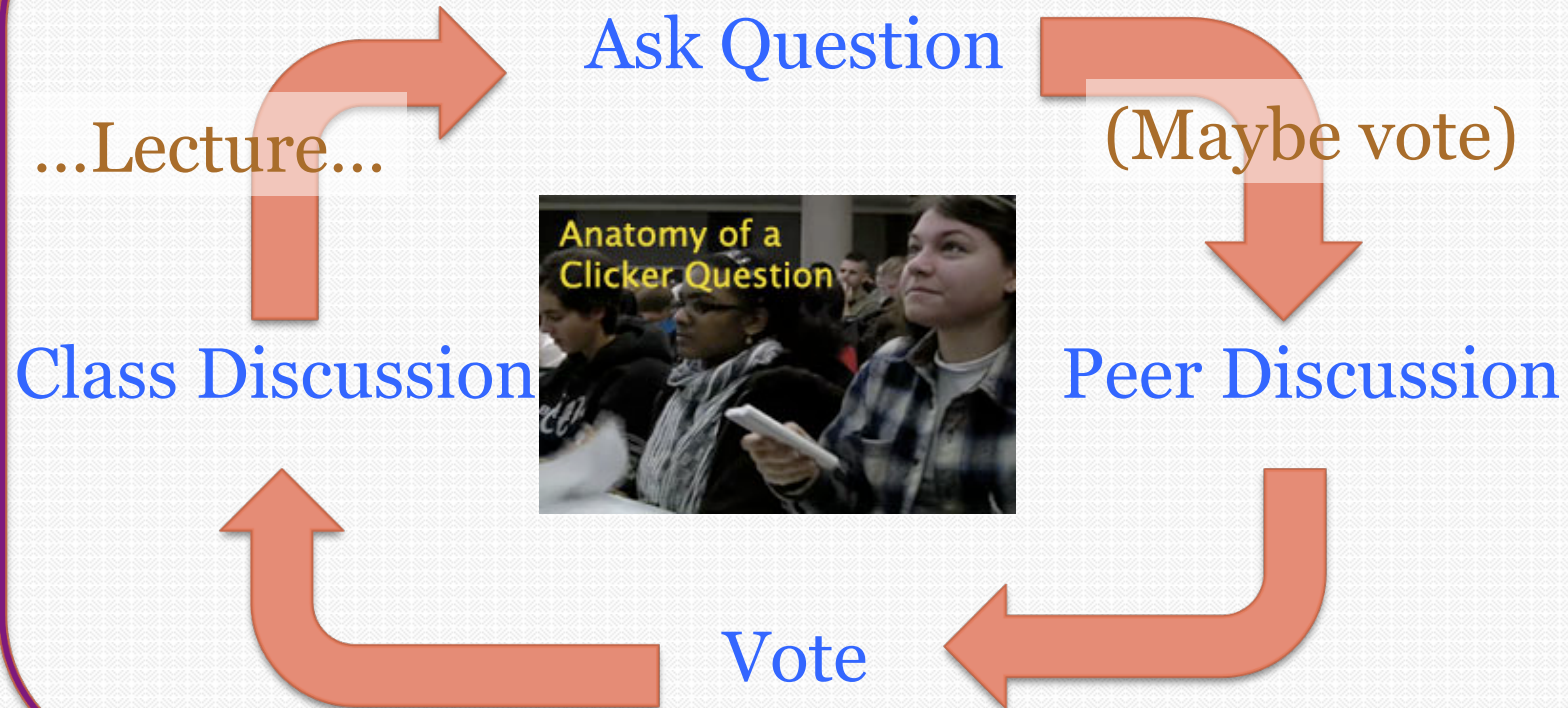 Ask Question
(Maybe vote)
...Lecture...
Anatomy of a
Clicker Question
Class Discussion
Peer Discussion
Vote